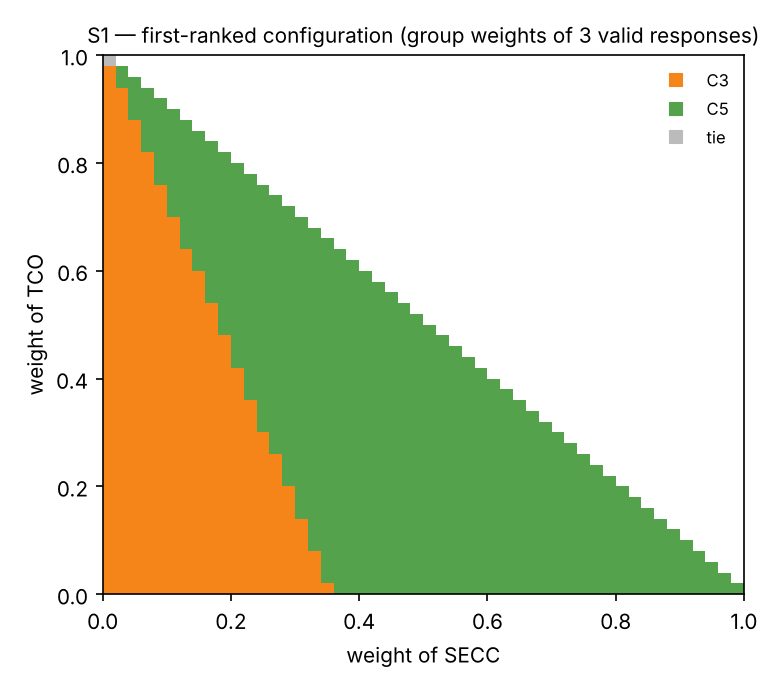 S1 — first-ranked configuration (group weights of 3 valid responses)
C3
C5
tie
weight of TCO
1.0
0.8
0.6
0.4
0.2
0.0
0.0 0.2 0.4 0.6 0.8 1.0
weight of SECC